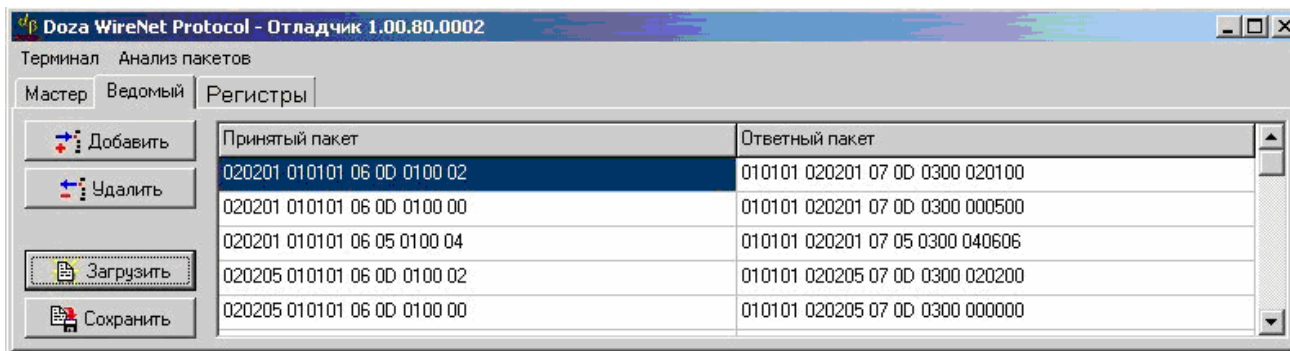 Doza WireNet Protocol - Отладчик 1.00.80.0002
Терминал Анализ пакетов
Мастер Ведомый Регистры
Добавить
Удалить
Загрузить
Сохранить
Принятый пакет Ответный пакет
020201 010101 06 0D 0100 02 010101 020201 07 0D 0300 020100
020201 010101 06 0D 0100 00 010101 020201 07 0D 0300 000500
020201 010101 06 05 0100 04 010101 020201 07 05 0300 040606
020205 010101 06 0D 0100 02 010101 020205 07 0D 0300 020200
020205 010101 06 0D 0100 00 010101 020205 07 0D 0300 000000